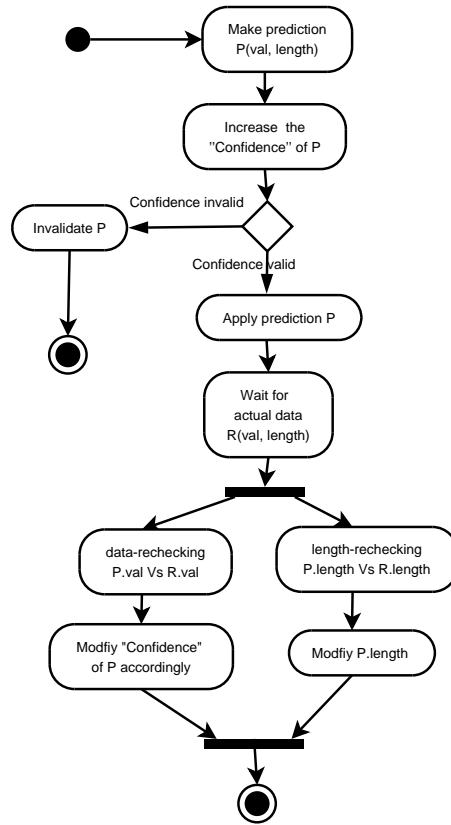 Make prediction
P(val, length)
Increase the
"Confidence" of P
Confidence invalid
Invalidate P
Confidence valid
Apply prediction P
Wait for
actual data
R(val, length)
data-rechecking
P.val Vs R.val
length-rechecking
P.length Vs R.length
Modfiy "Confidence"
of P accordingly
Modfiy P.length